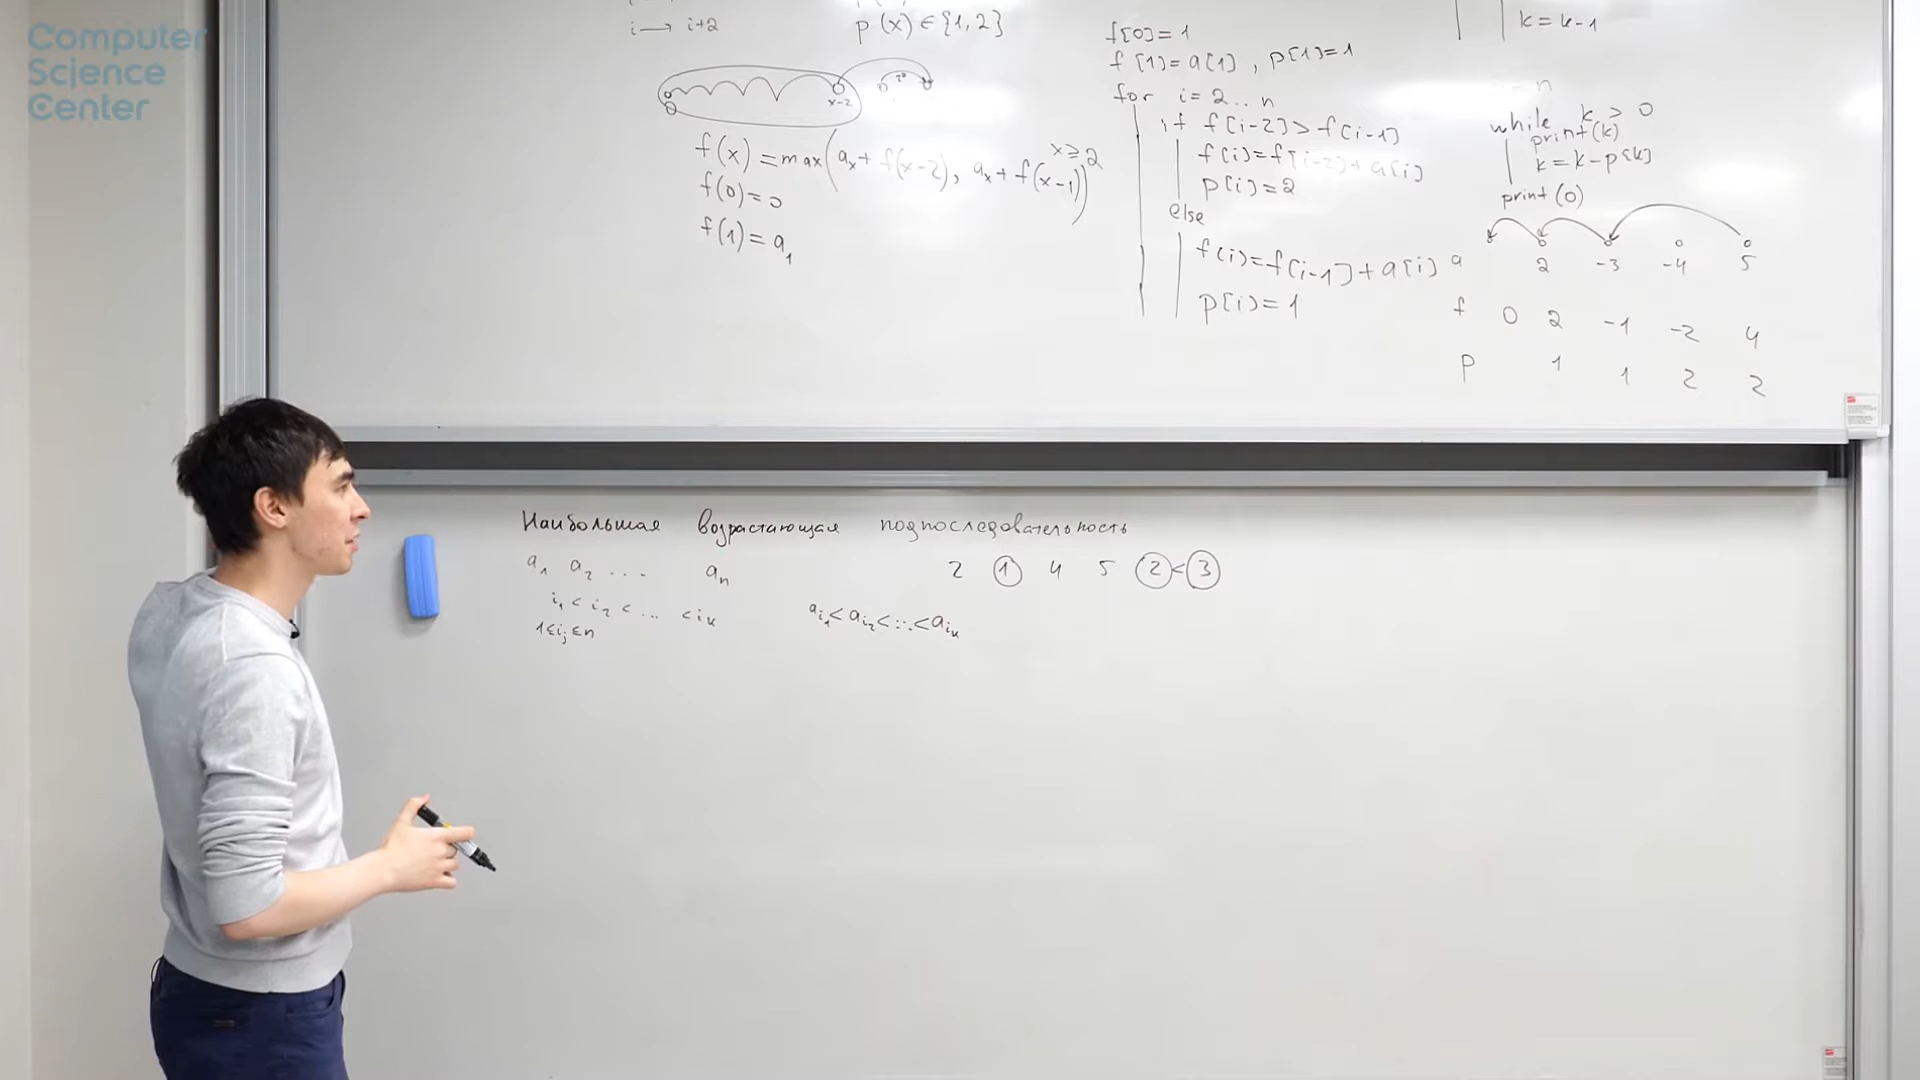 Computer
Science
Center
i → i+2
p(x)∈{1,2}
x-2
f(x)=max(aₓ+f(x-2), aₓ+f(x-1)) x≥2
f(0)=0
f(1)=a₁
f[0]=1
f[1]=a[1], p[1]=1
for i=2..n
if f[i-2]>f[i-1]
f[i]=f[i-2]+a[i]
p[i]=2
else
f[i]=f[i-1]+a[i]
p[i]=1
k=k-1
while k>0
print(k)
k=k-p[k]
print(0)
a 2 -3 -4 5
f 0 2 -1 -2 4
p 1 1 2 2
Наибольшая возрастающая подпоследовательность
a₁ a₂ ... aₙ
2 1 4 5 2<3
i₁<i₂<...<iₖ
1≤iⱼ≤n
a_i₁<a_i₂<...<a_iₖ